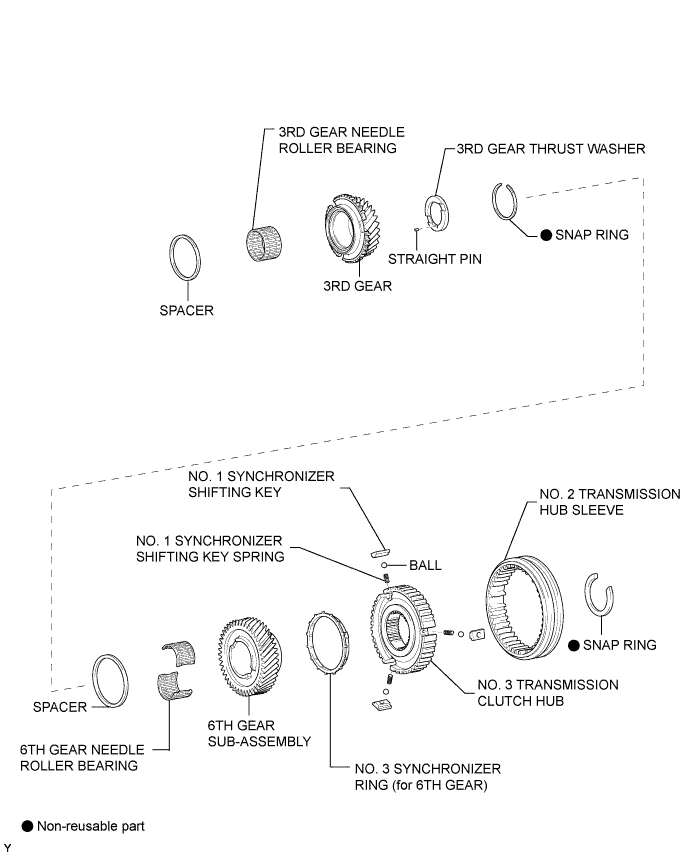 3RD GEAR NEEDLE
ROLLER BEARING
3RD GEAR THRUST WASHER
● SNAP RING
STRAIGHT PIN
3RD GEAR
SPACER
NO. 1 SYNCHRONIZER
SHIFTING KEY
NO. 2 TRANSMISSION
HUB SLEEVE
NO. 1 SYNCHRONIZER
SHIFTING KEY SPRING
BALL
● SNAP RING
NO. 3 TRANSMISSION
CLUTCH HUB
SPACER
6TH GEAR
SUB-ASSEMBLY
6TH GEAR NEEDLE
ROLLER BEARING
NO. 3 SYNCHRONIZER
RING (for 6TH GEAR)
● Non-reusable part
Y